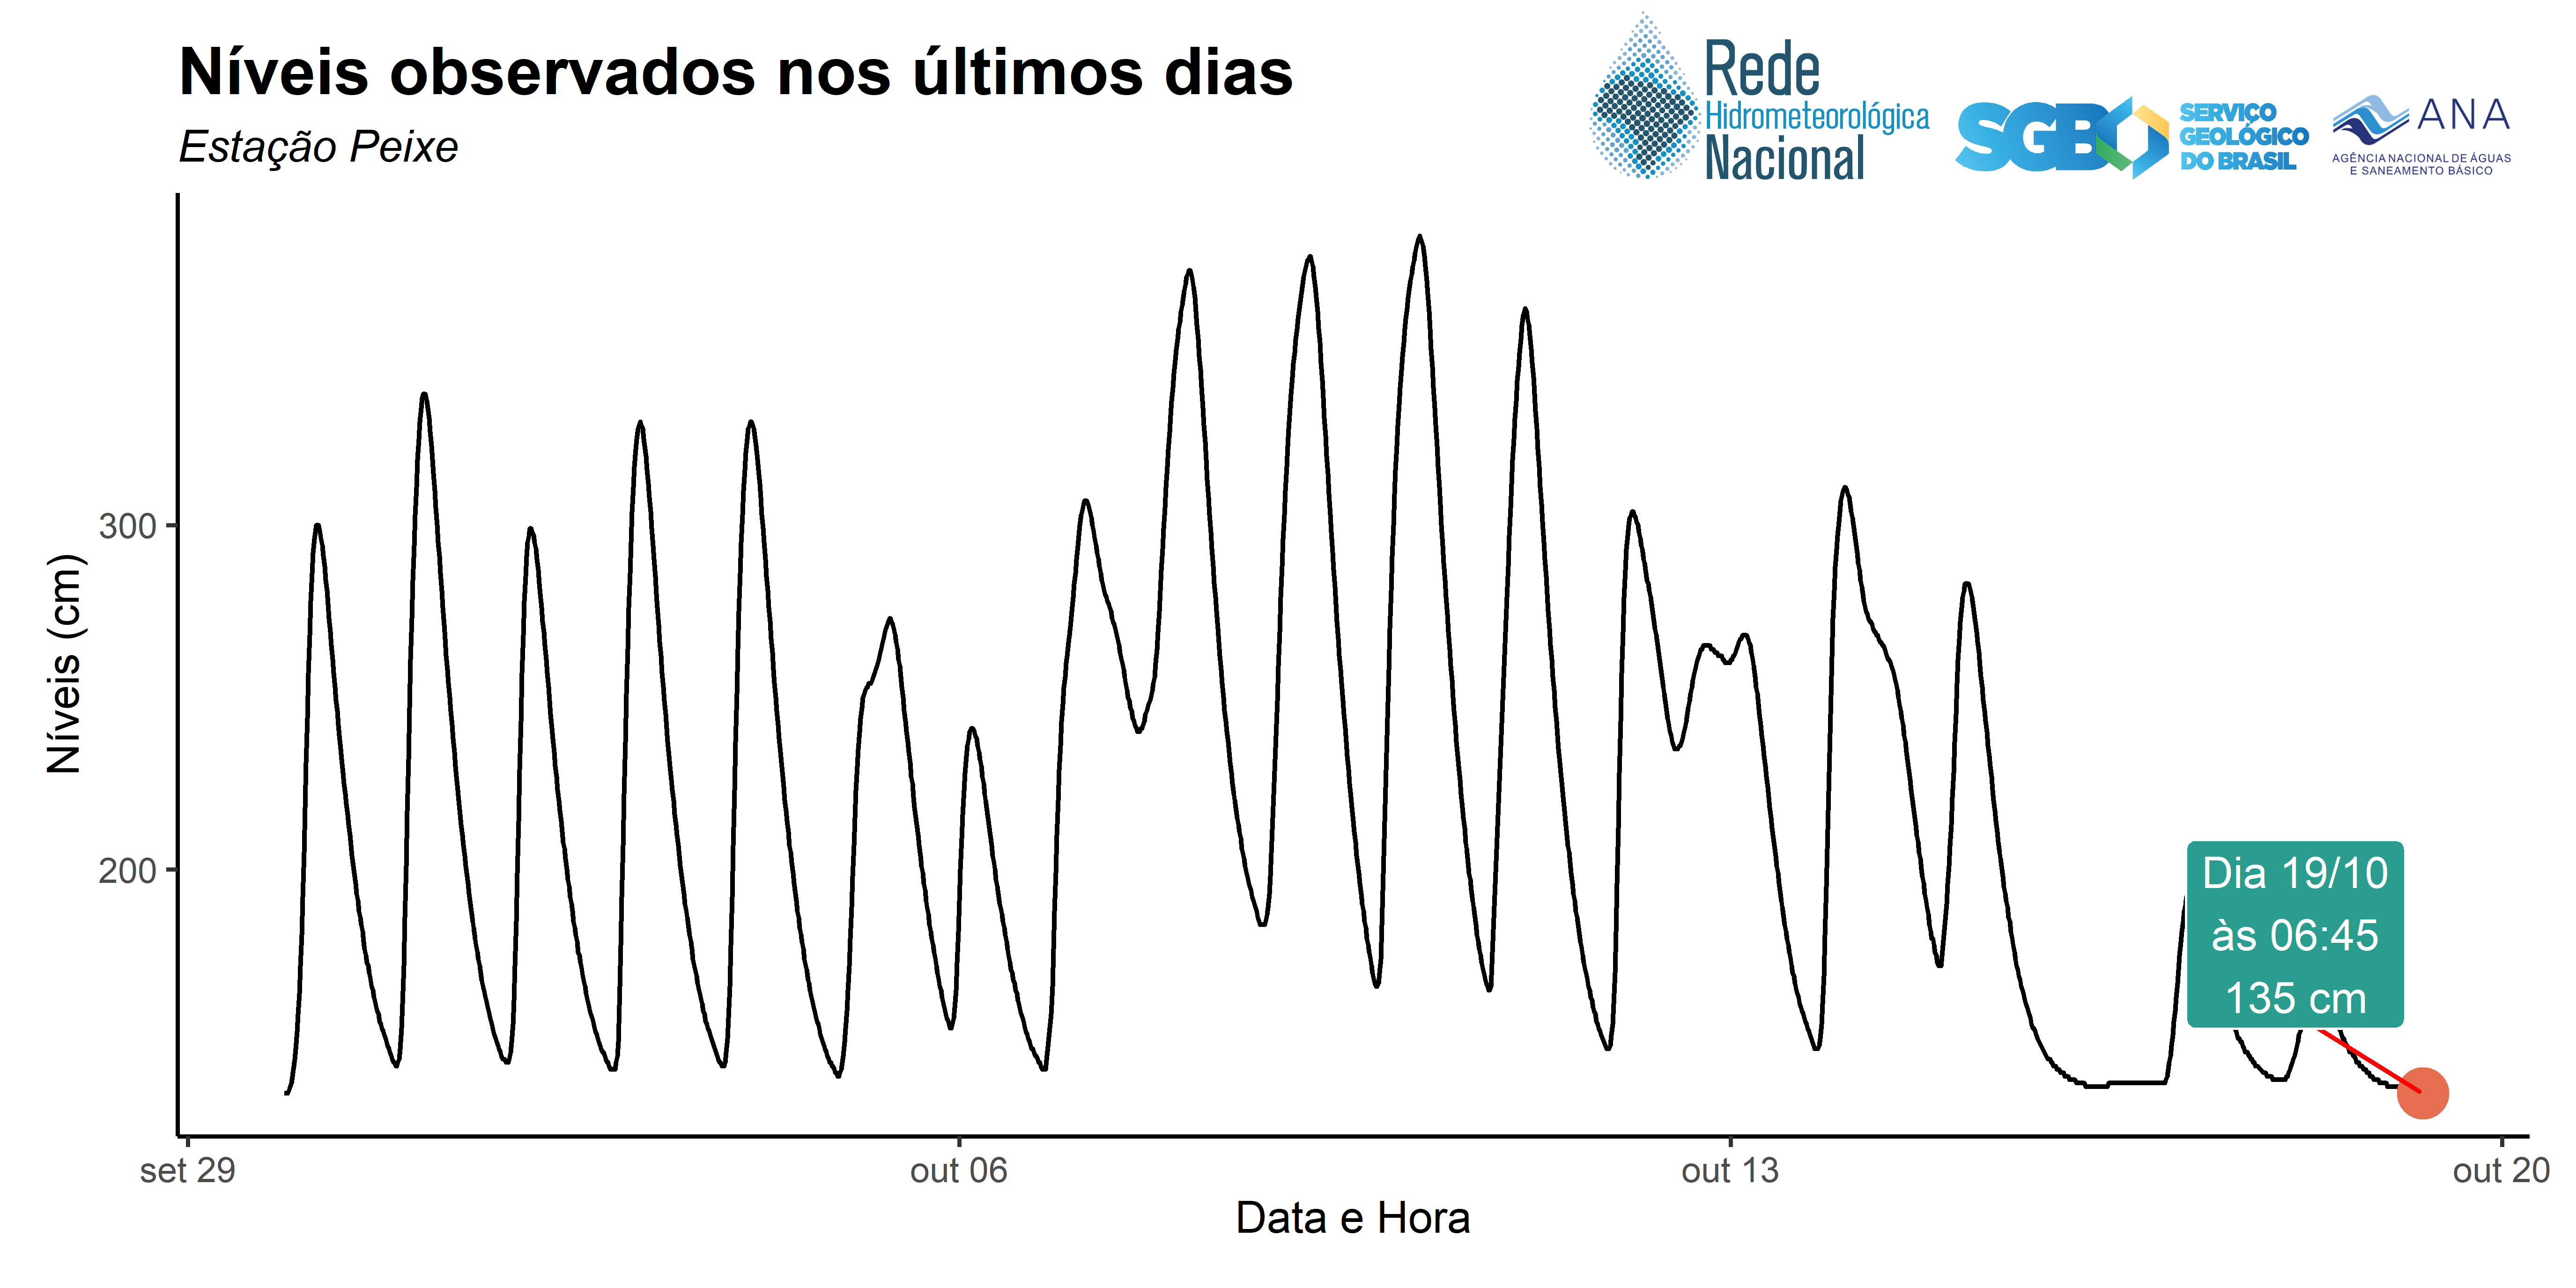 Níveis observados nos últimos dias
Estação Peixe
Rede
Hidrometeorológica
Nacional
SGB
SERVIÇO
GEOLÓGICO
DO BRASIL
ANA
AGÊNCIA NACIONAL DE ÁGUAS
E SANEAMENTO BÁSICO
Níveis (cm)
300
200
Dia 19/10
às 06:45
135 cm
set 29
out 06
out 13
out 20
Data e Hora